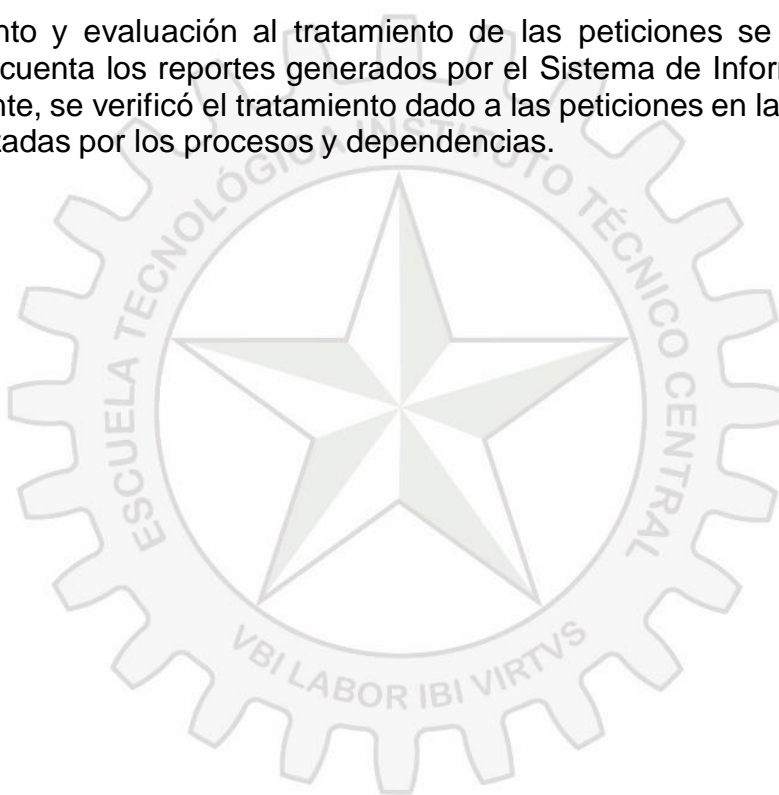 nto y evaluación al tratamiento de las peticiones se
cuenta los reportes generados por el Sistema de Infor
nte, se verificó el tratamiento dado a las peticiones en la
tadas por los procesos y dependencias.
ESCUELA TECNOLÓGICA INSTITUTO TÉCNICO CENTRAL
VBI LABOR IBI VIRTVS